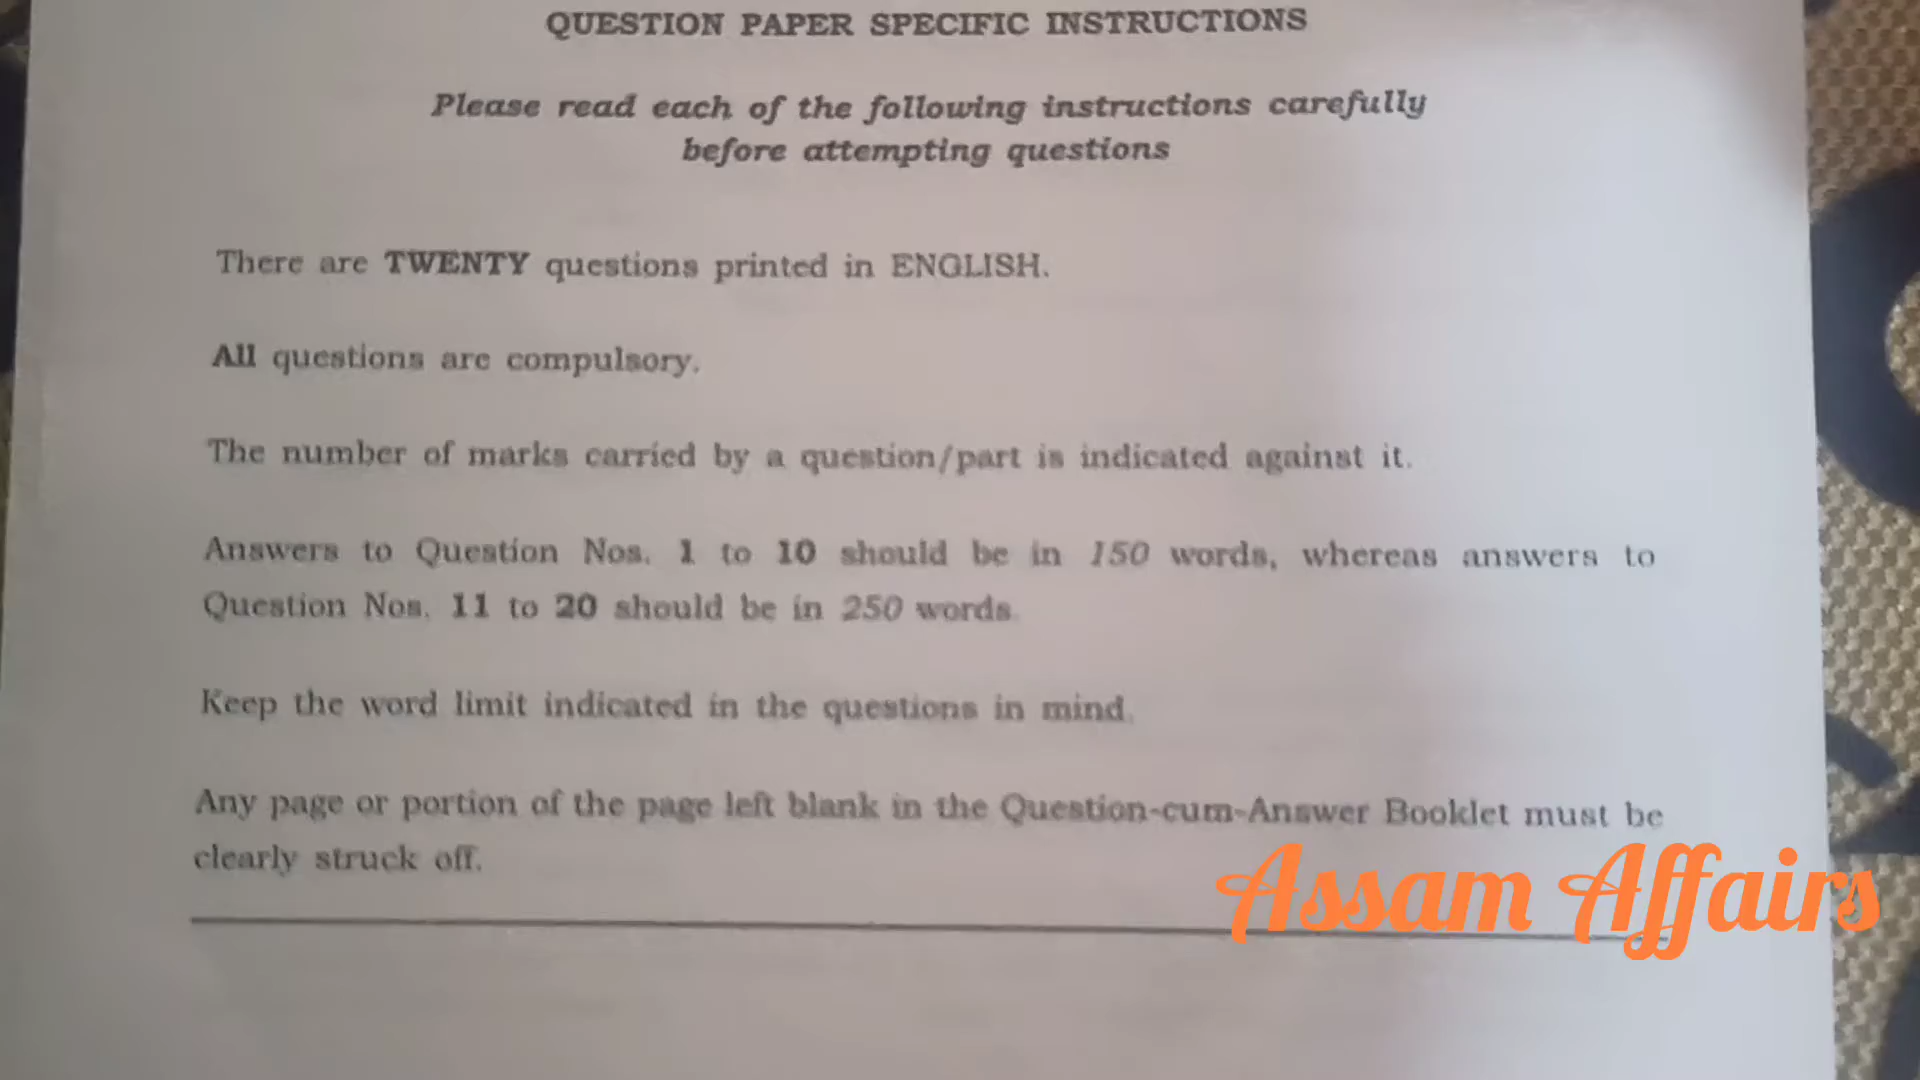 QUESTION PAPER SPECIFIC INSTRUCTIONS
Please read each of the following instructions carefully
before attempting questions
There are TWENTY questions printed in ENGLISH.
All questions are compulsory.
The number of marks carried by a question/part is indicated against it.
Answers to Question Nos. 1 to 10 should be in 150 words, whereas answers to
Question Nos. 11 to 20 should be in 250 words.
Keep the word limit indicated in the questions in mind.
Any page or portion of the page left blank in the Question-cum-Answer Booklet must be
clearly struck off.
Assam Affairs